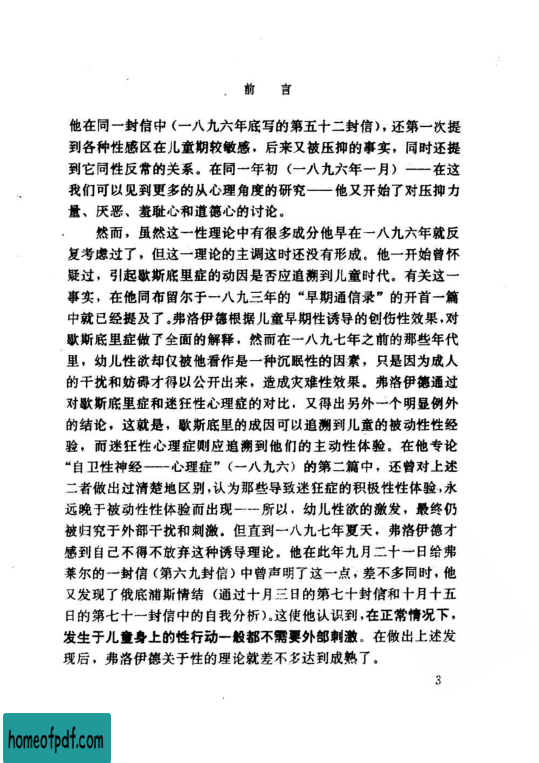 前 言
他在同一封信中(一八九六年底写的第五十二封信),还第一次提
到各种性感区在儿童期较敏感,后来又被压抑的事实,同时还提
到它同性反常的关系。在同一年初(一八九六年一月)——在这
我们可以见到更多的从心理角度的研究——他又开始了对压抑力
量、厌恶、羞耻心和道德心的讨论。
然而,虽然这一性理论中有很多成分他早在一八九六年就反
复考虑过了,但这一理论的主调这时还没有形成。他一开始曾怀
疑过,引起歇斯底里症的动因是否应追溯到儿童时代。有关这一
事实,在他同布留尔于一八九三年的“早期通信录”的开首一篇
中就已经提及了。弗洛伊德根据儿童早期性诱导的创伤性效果,对
歇斯底里症做了全面的解释,然而在一八九七年之前的那些年代
里,幼儿性欲却仅被他看作是一种沉眠性的因素,只是因为成人
的干扰和妨碍才得以公开出来,造成灾难性效果。弗洛伊德通过
对歇斯底里症和迷狂性心理症的对比,又得出另外一个明显例外
的结论,这就是,歇斯底里的成因可以追溯到儿童的被动性性经
验,而迷狂性心理症则应追溯到他们的主动性体验。在他专论
“自卫性神经——心理症”(一八九六)的第二篇中,还曾对上述
二者做出过清楚地区别,认为那些导致迷狂症的积极性性体验,永
远晚于被动性性体验而出现——所以,幼儿性欲的激发,最终仍
被归究于外部干扰和刺激。但直到一八九七年夏天,弗洛伊德才
感到自己不得不放弃这种诱导理论。他在此年九月二十一日给弗
莱尔的一封信(第六九封信)中曾声明了这一点,差不多同时,他
又发现了俄底浦斯情结(通过十月三日的第七十封信和十月十五
日的第七十一封信中的自我分析)。这使他认识到,在正常情况下,
发生于儿童身上的性行动一般都不需要外部刺激。在做出上述发
现后,弗洛伊德关于性的理论就差不多达到成熟了。
3
homeofpdf.com